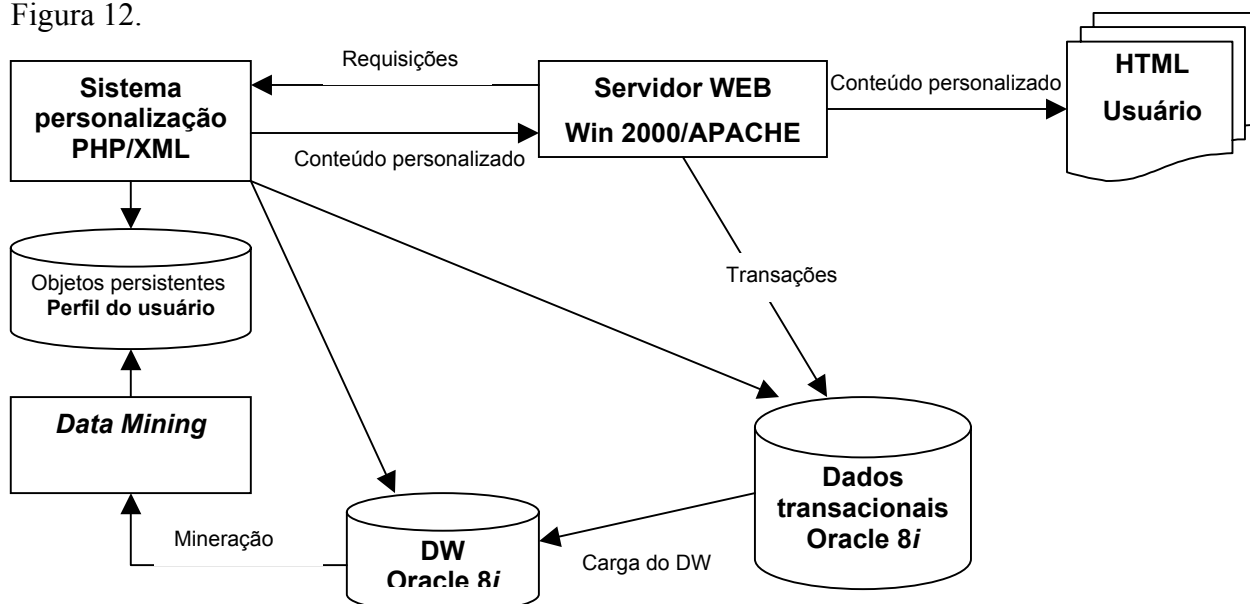 Figura 12.
Requisições
Sistema
personalização
PHP/XML
Servidor WEB
Win 2000/APACHE
Conteúdo personalizado
HTML
Usuário
Conteúdo personalizado
Objetos persistentes
Perfil do usuário
Transações
Data Mining
Dados
transacionais
Oracle 8i
Mineração
DW
Oracle 8i
Carga do DW